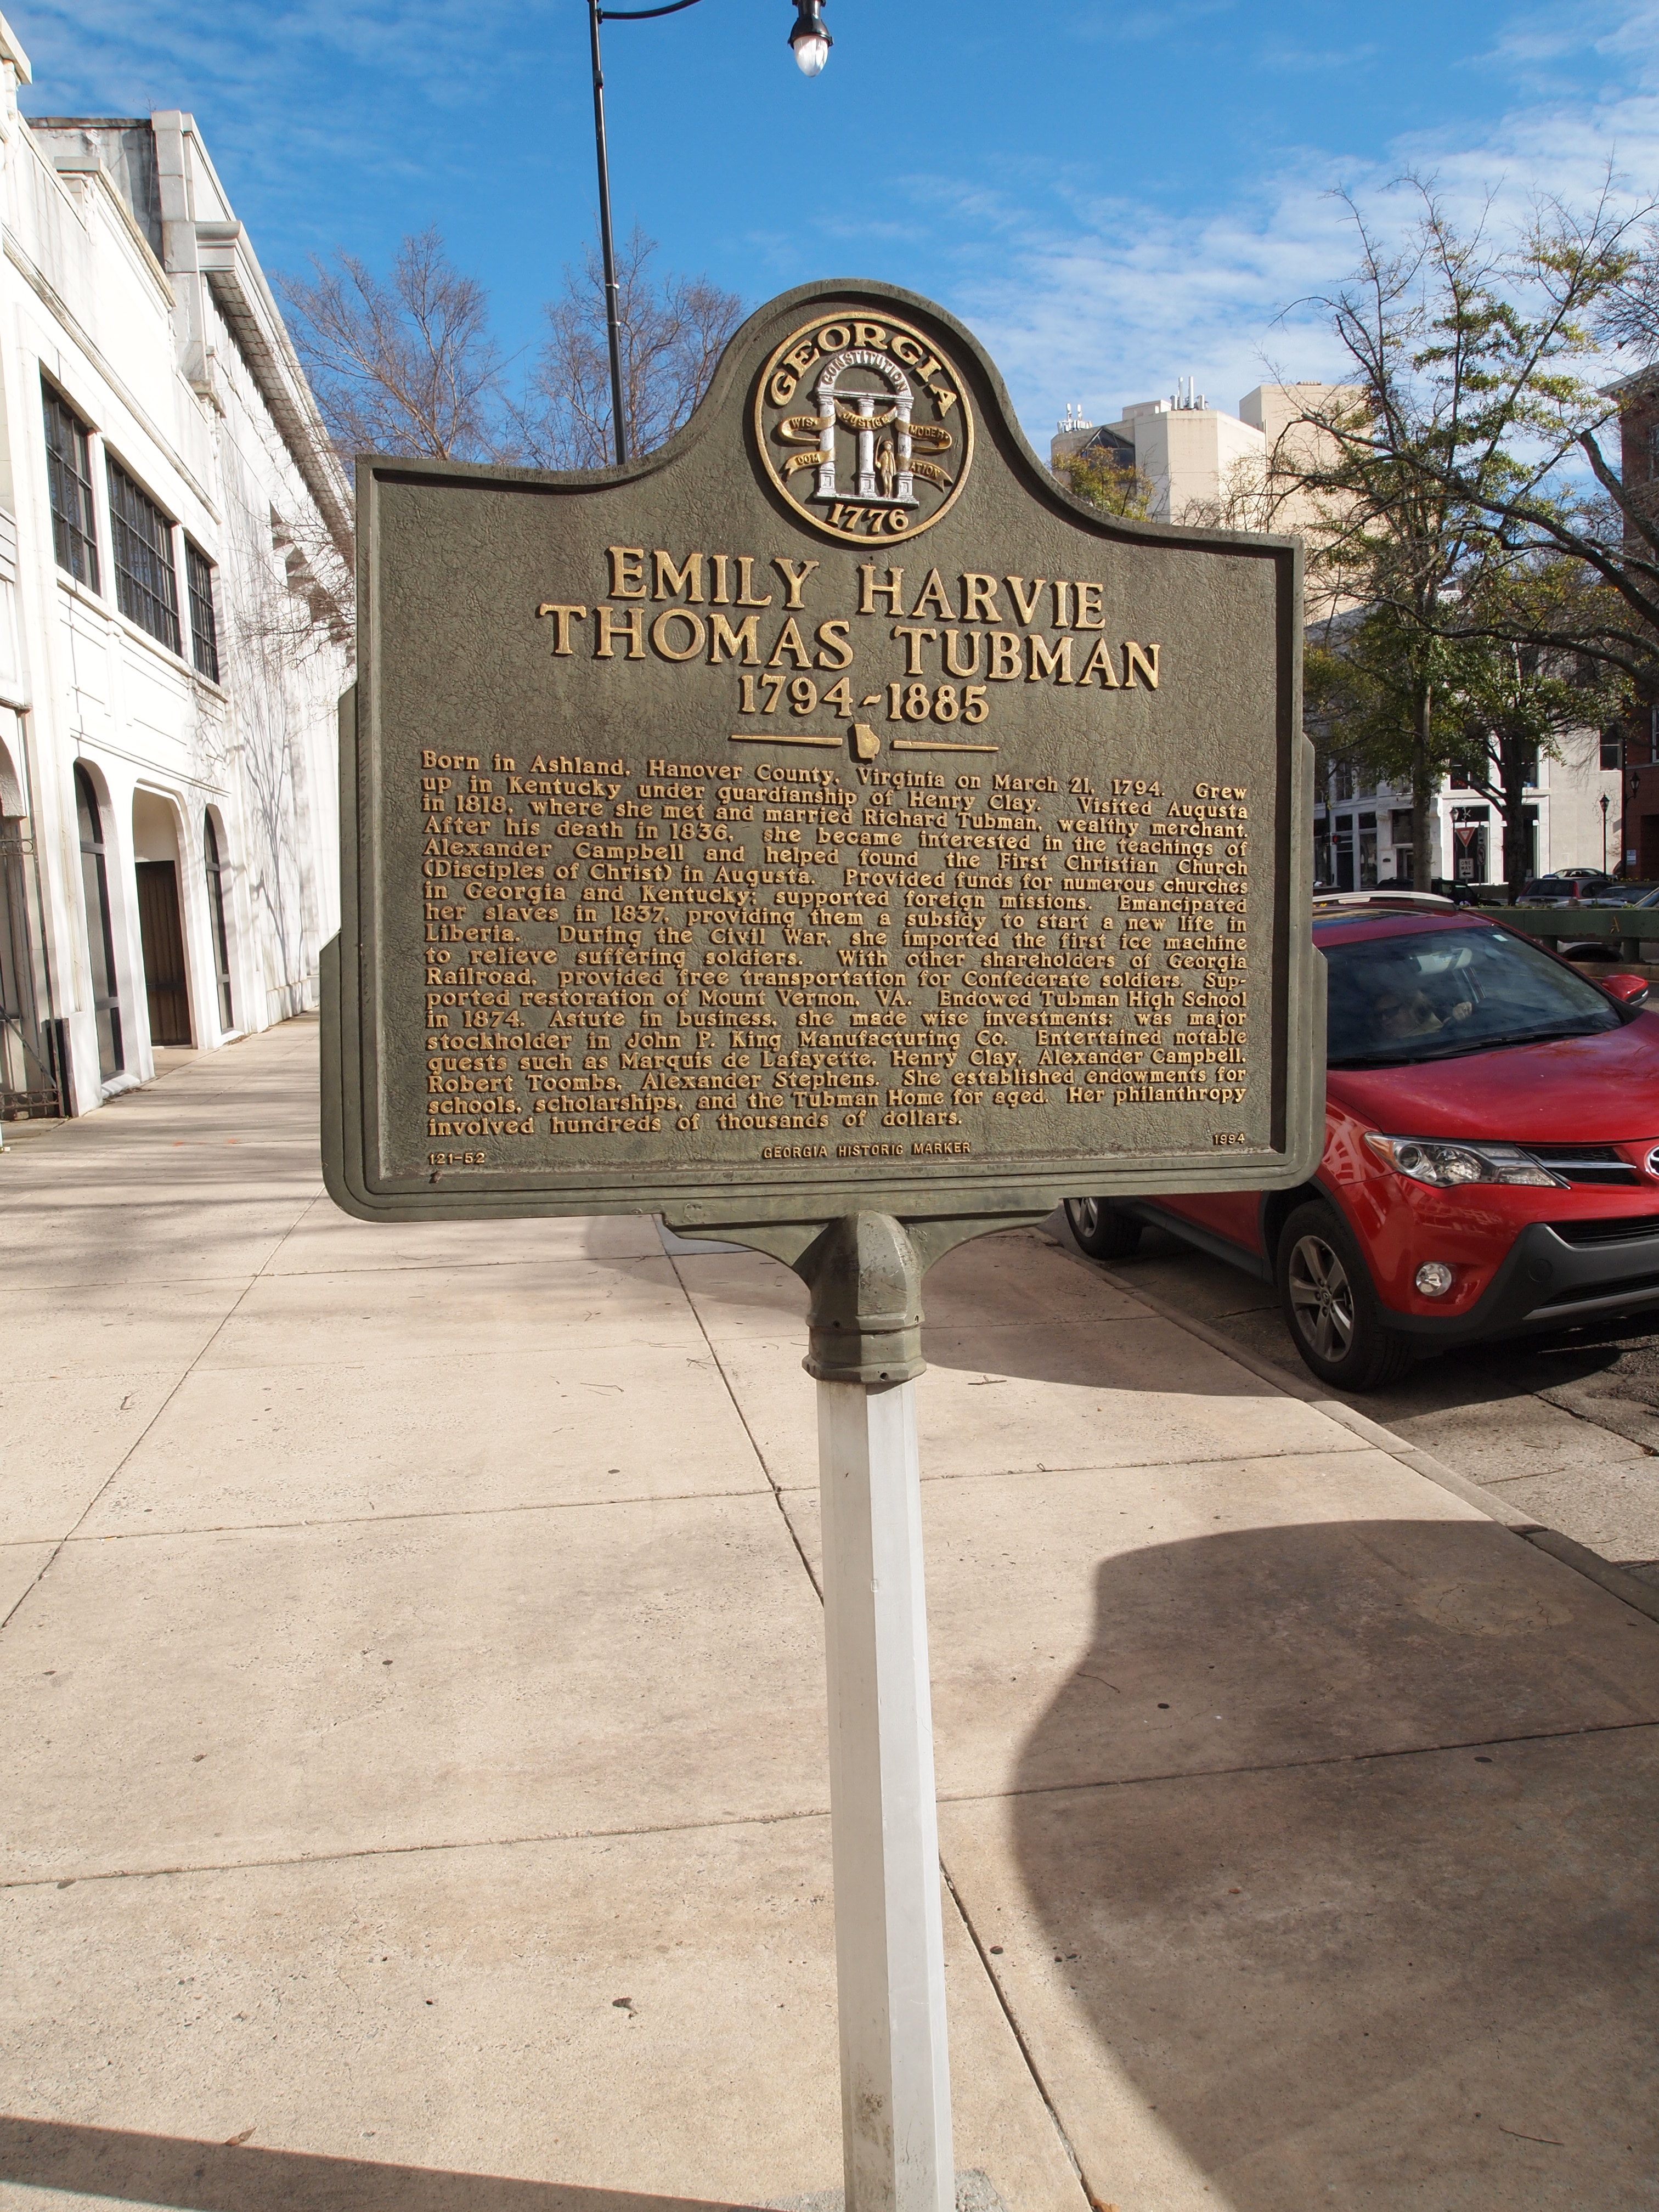 GEORGIA
CONSTITUTION
WIS- JUSTICE MODER
DOM ATION
1776
EMILY HARVIE
THOMAS TUBMAN
1794-1885
Born in Ashland, Hanover County, Virginia on March 21, 1794. Grew
up in Kentucky under guardianship of Henry Clay. Visited Augusta
in 1818, where she met and married Richard Tubman, wealthy merchant.
After his death in 1836, she became interested in the teachings of
Alexander Campbell and helped found the First Christian Church
(Disciples of Christ) in Augusta. Provided funds for numerous churches
in Georgia and Kentucky; supported foreign missions. Emancipated
her slaves in 1837, providing them a subsidy to start a new life in
Liberia. During the Civil War, she imported the first ice machine
to relieve suffering soldiers. With other shareholders of Georgia
Railroad, provided free transportation for Confederate soldiers. Sup-
ported restoration of Mount Vernon, VA. Endowed Tubman High School
in 1874. Astute in business, she made wise investments; was major
stockholder in John P. King Manufacturing Co. Entertained notable
guests such as Marquis de Lafayette, Henry Clay, Alexander Campbell,
Robert Toombs, Alexander Stephens. She established endowments for
schools, scholarships, and the Tubman Home for aged. Her philanthropy
involved hundreds of thousands of dollars.
121-52 GEORGIA HISTORIC MARKER 1994